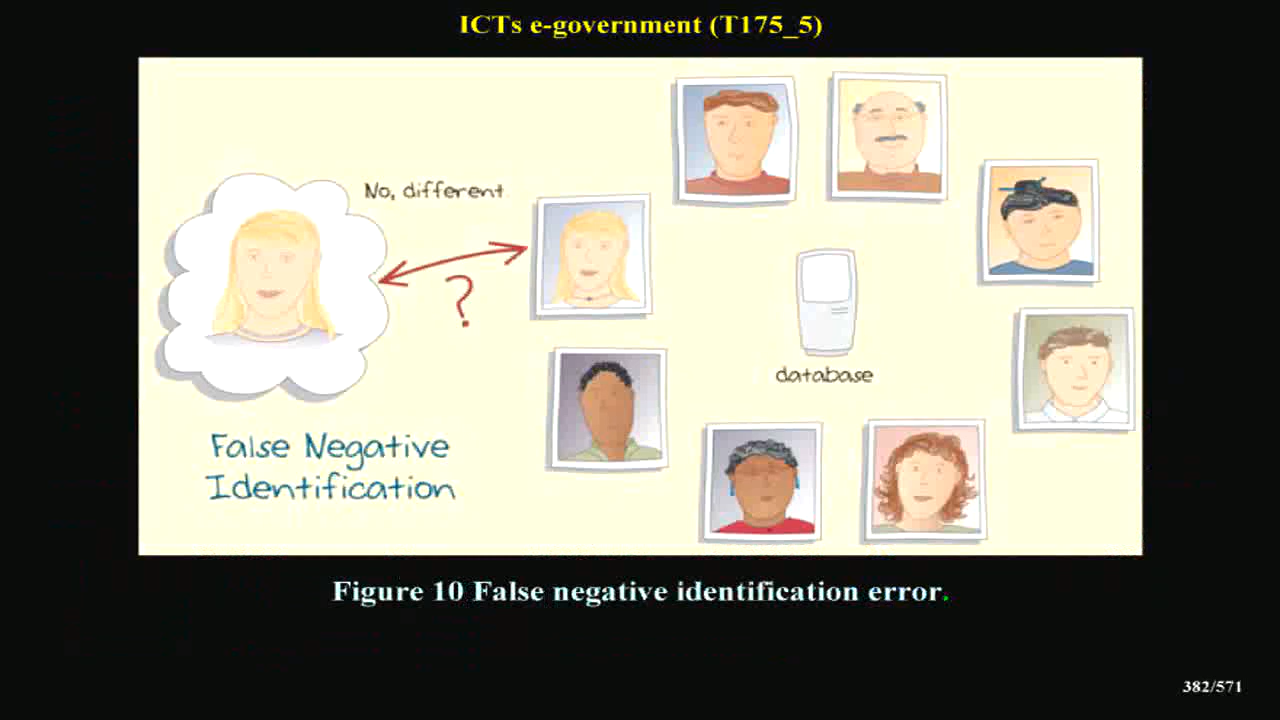 ICTs e-government (T175_5)
No, different
?
database
False Negative
Identification
Figure 10 False negative identification error.
382/571